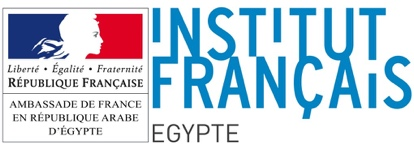 Liberté • Égalité • Fraternité
RÉPUBLIQUE FRANÇAISE
AMBASSADE DE FRANCE
EN RÉPUBLIQUE ARABE
D'ÉGYPTE
INSTITUT
FRANÇAIS
EGYPTE